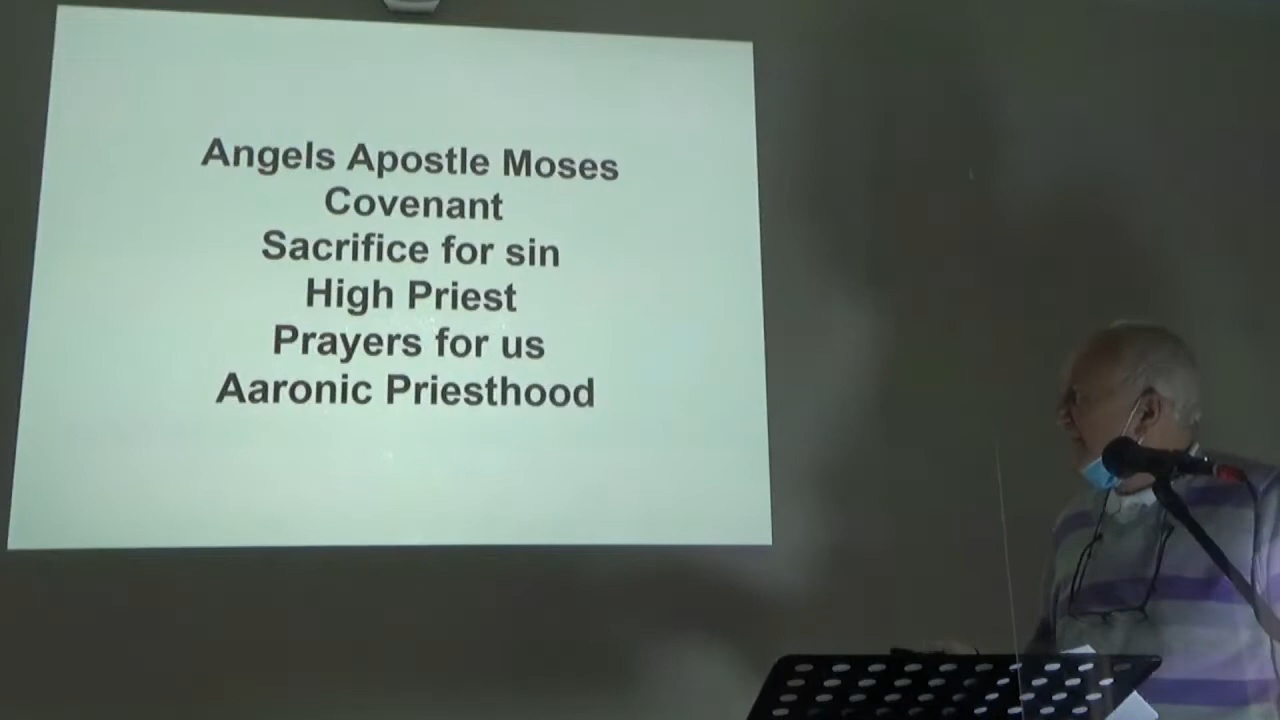 Angels Apostle Moses
Covenant
Sacrifice for sin
High Priest
Prayers for us
Aaronic Priesthood